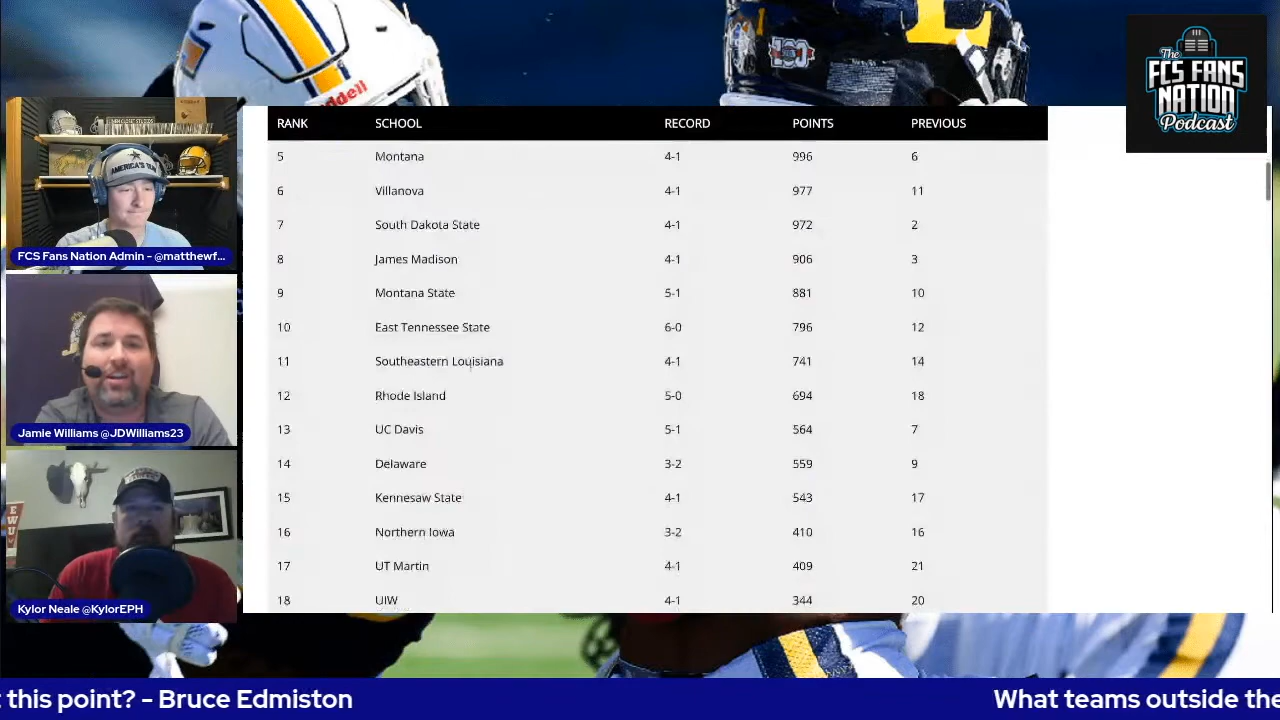 ddell
100
L
The
FCS FANS
NATION
Podcast
AMERICA'S
FCS Fans Nation Admin - @matthewf...
Jamie Williams @JDWilliams23
EWU
Kylor Neale @KylorEPH
RANK SCHOOL RECORD POINTS PREVIOUS
5 Montana 4-1 996 6
6 Villanova 4-1 977 11
7 South Dakota State 4-1 972 2
8 James Madison 4-1 906 3
9 Montana State 5-1 881 10
10 East Tennessee State 6-0 796 12
11 Southeastern Louisiana 4-1 741 14
12 Rhode Island 5-0 694 18
13 UC Davis 5-1 564 7
14 Delaware 3-2 559 9
15 Kennesaw State 4-1 543 17
16 Northern Iowa 3-2 410 16
17 UT Martin 4-1 409 21
18 UIW 4-1 344 20
this point? - Bruce Edmiston
What teams outside the